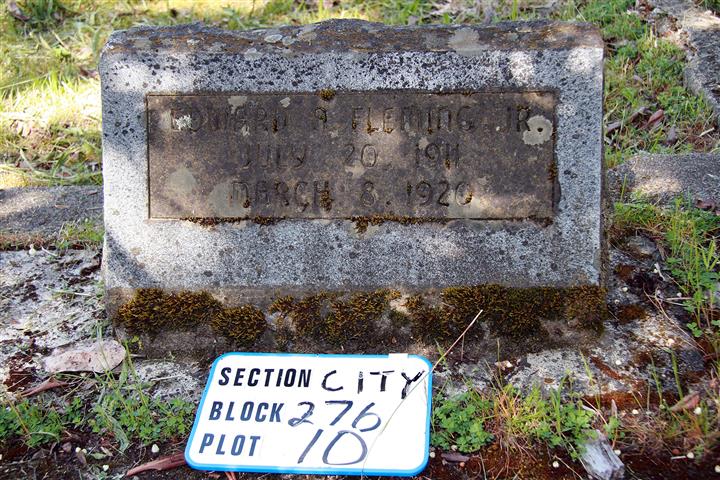 EDWARD A. FLEMING JR.
JULY 20, 1911
MARCH 8, 1920
SECTION CITY
BLOCK 276
PLOT 10